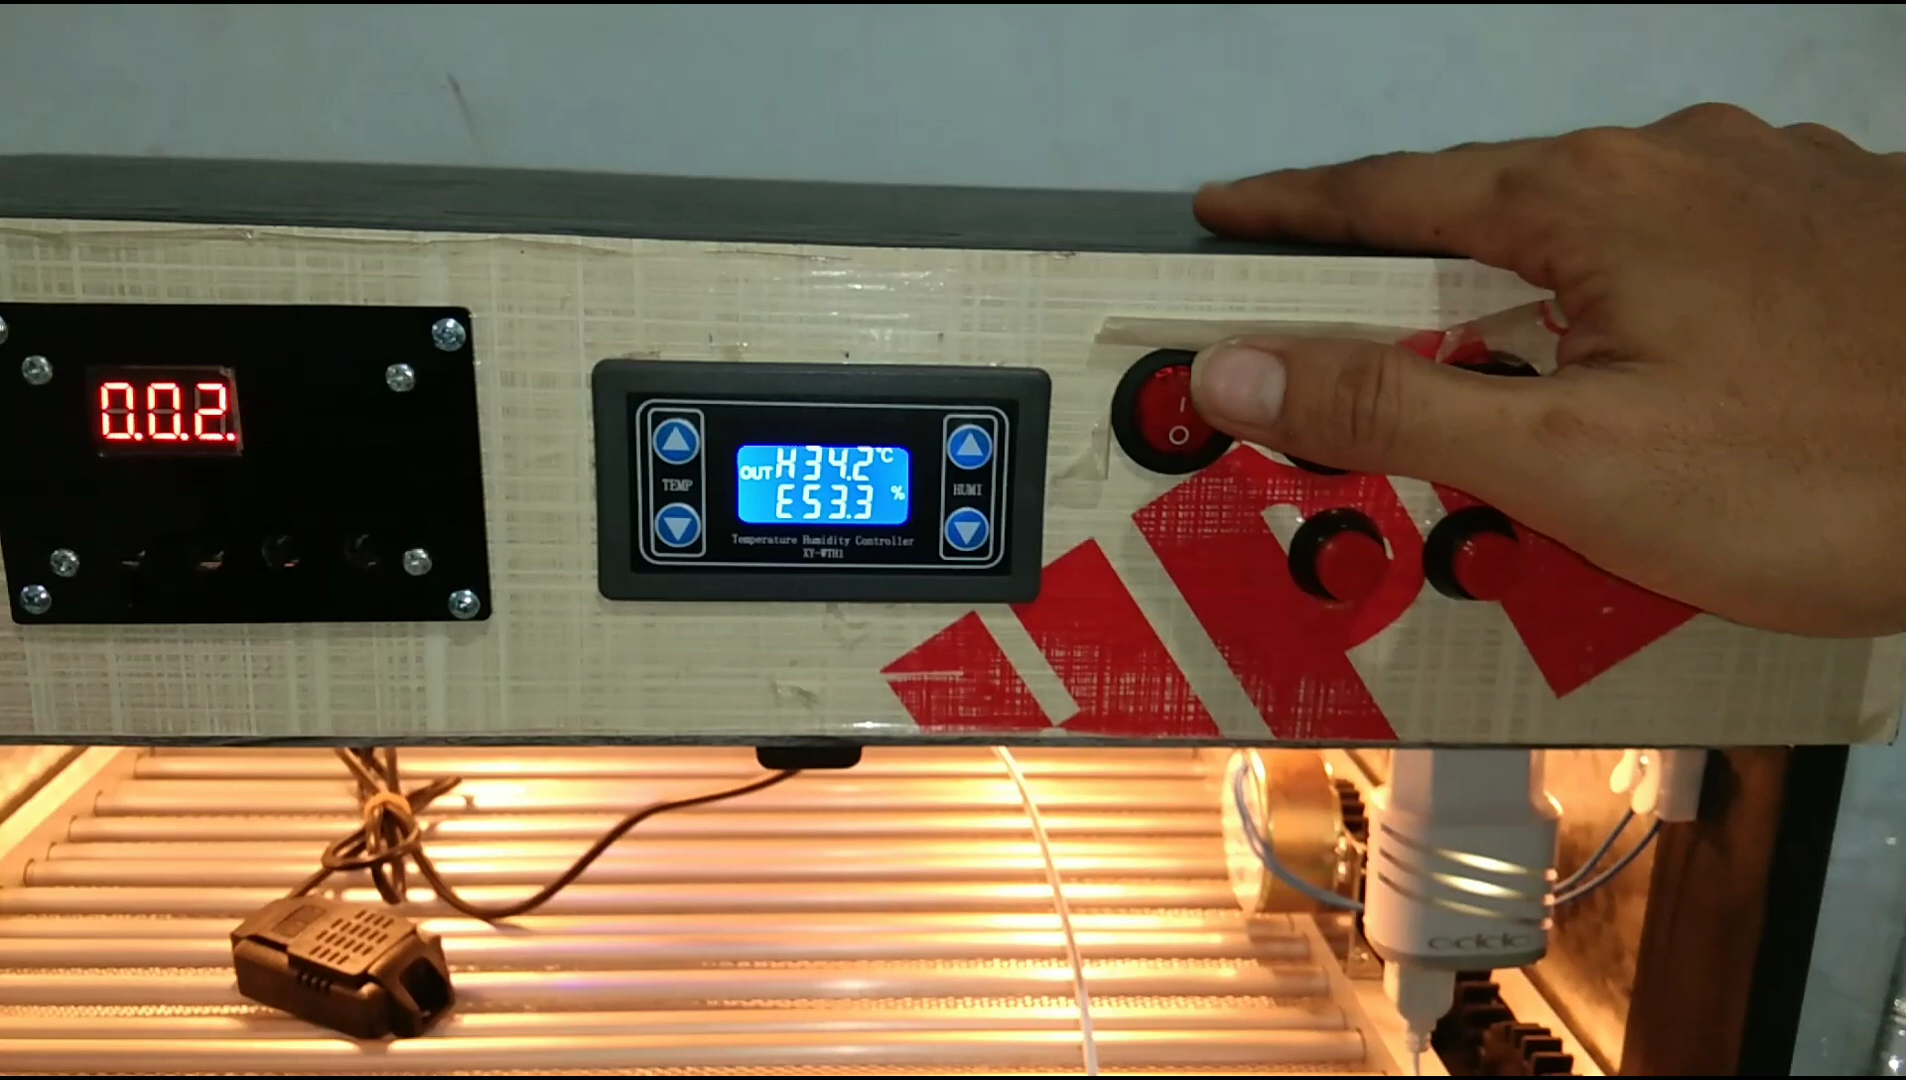 0.0.2.
OUT H34.2°C
E53.3 %
TEMP
HUMI
Temperature Humidity Controller
XY-WTH1
I
O